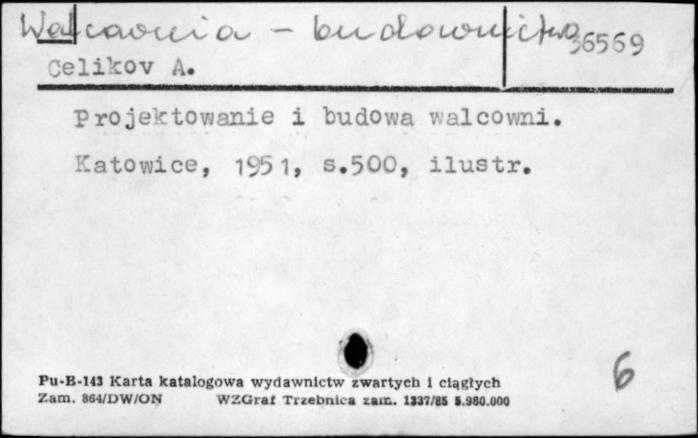 Walcownia - budownictwo
36569
Celikov A.
Projektowanie i budowa walcowni.
Katowice, 1951, s.500, ilustr.
6
Pu-B-143 Karta katalogowa wydawnictw zwartych i ciągłych
Zam. 864/DW/ON WZGraf Trzebnica zam. 1337/85 5.980.000